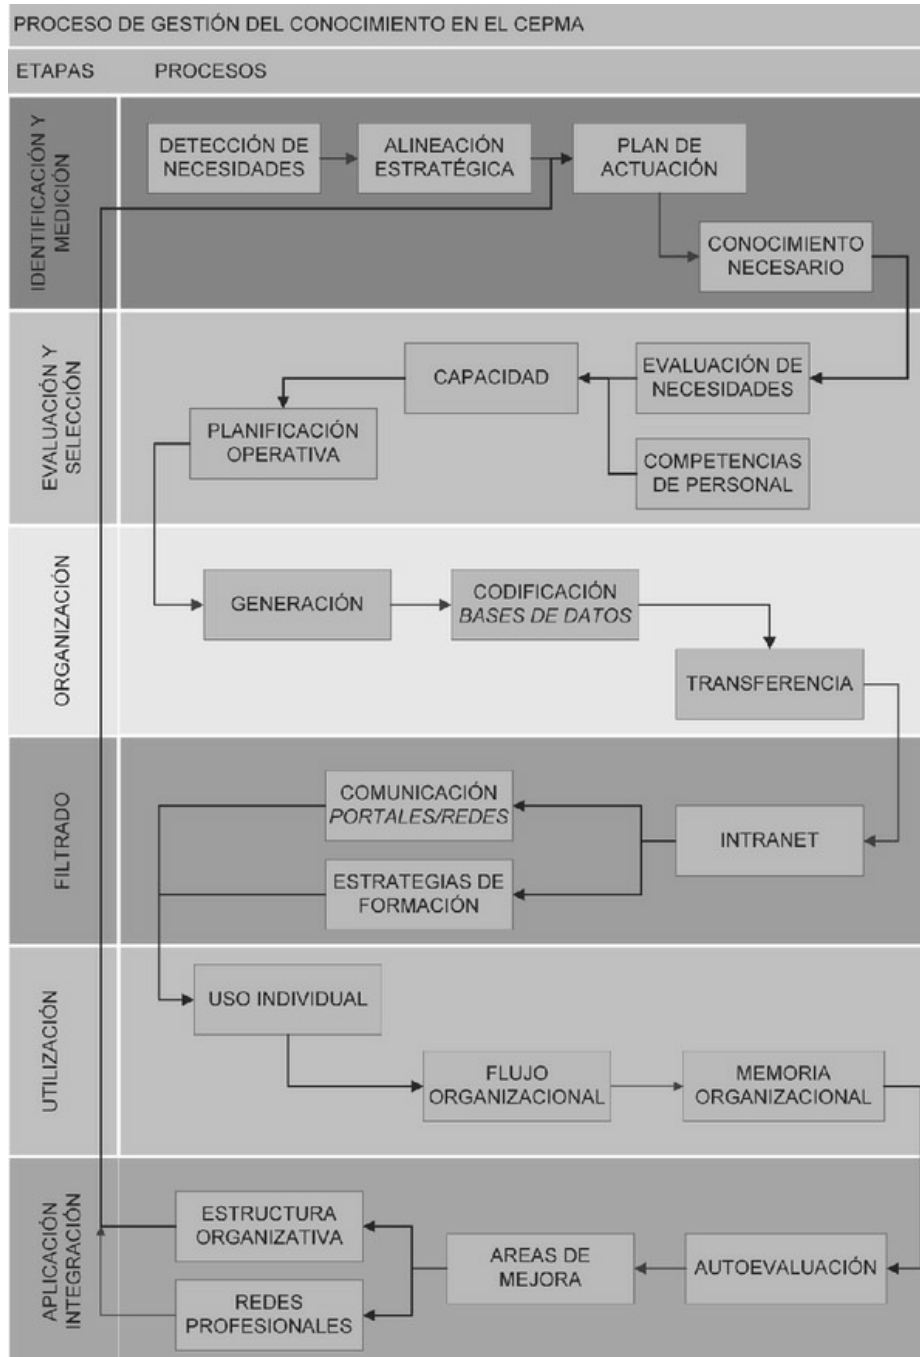 PROCESO DE GESTIÓN DEL CONOCIMIENTO EN EL CEPMA
ETAPAS
PROCESOS
IDENTIFICACIÓN Y
MEDICIÓN
DETECCIÓN DE
NECESIDADES
ALINEACIÓN
ESTRATÉGICA
PLAN DE
ACTUACIÓN
CONOCIMIENTO
NECESARIO
EVALUACIÓN Y
SELECCIÓN
CAPACIDAD
EVALUACIÓN DE
NECESIDADES
PLANIFICACIÓN
OPERATIVA
COMPETENCIAS
DE PERSONAL
ORGANIZACIÓN
GENERACIÓN
CODIFICACIÓN
BASES DE DATOS
TRANSFERENCIA
FILTRADO
COMUNICACIÓN
PORTALES/REDES
INTRANET
ESTRATEGIAS DE
FORMACIÓN
UTILIZACIÓN
USO INDIVIDUAL
FLUJO
ORGANIZACIONAL
MEMORIA
ORGANIZACIONAL
APLICACIÓN
INTEGRACIÓN
ESTRUCTURA
ORGANIZATIVA
AREAS DE
MEJORA
AUTOEVALUACIÓN
REDES
PROFESIONALES